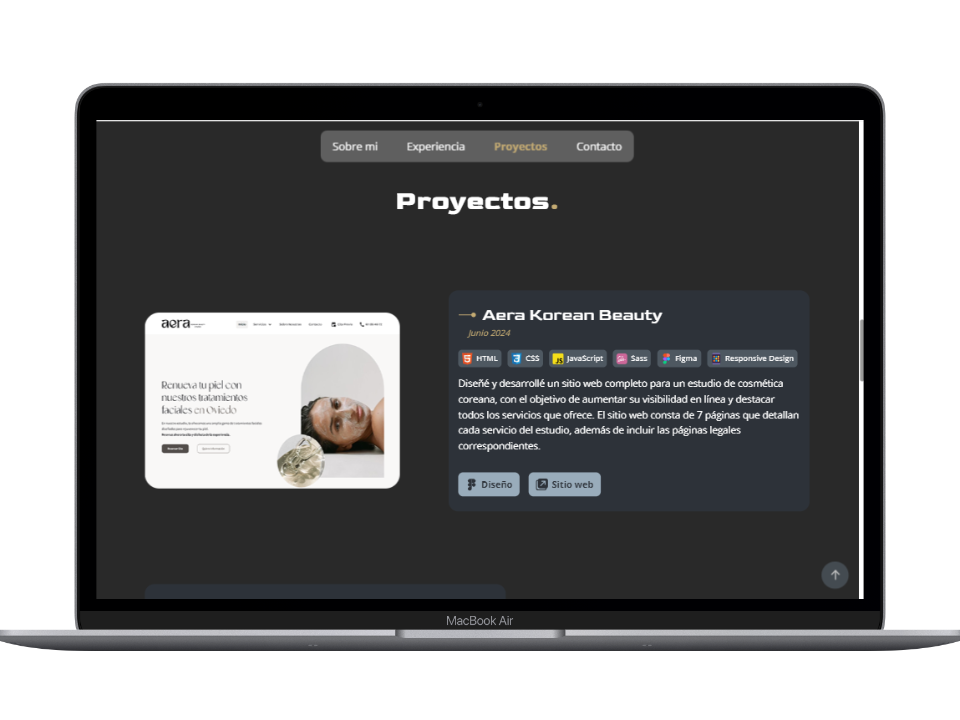 Sobre mi Experiencia Proyectos Contacto
Proyectos.
aera
Renueva tu piel con
nuestros tratamientos
faciales en Oviedo
Aera Korean Beauty
Junio 2024
HTML CSS JavaScript Sass Figma Responsive Design
Diseñé y desarrollé un sitio web completo para un estudio de cosmética
coreana, con el objetivo de aumentar su visibilidad en línea y destacar
todos los servicios que ofrece. El sitio web consta de 7 páginas que detallan
cada servicio del estudio, además de incluir las páginas legales
correspondientes.
Diseño Sitio web
MacBook Air